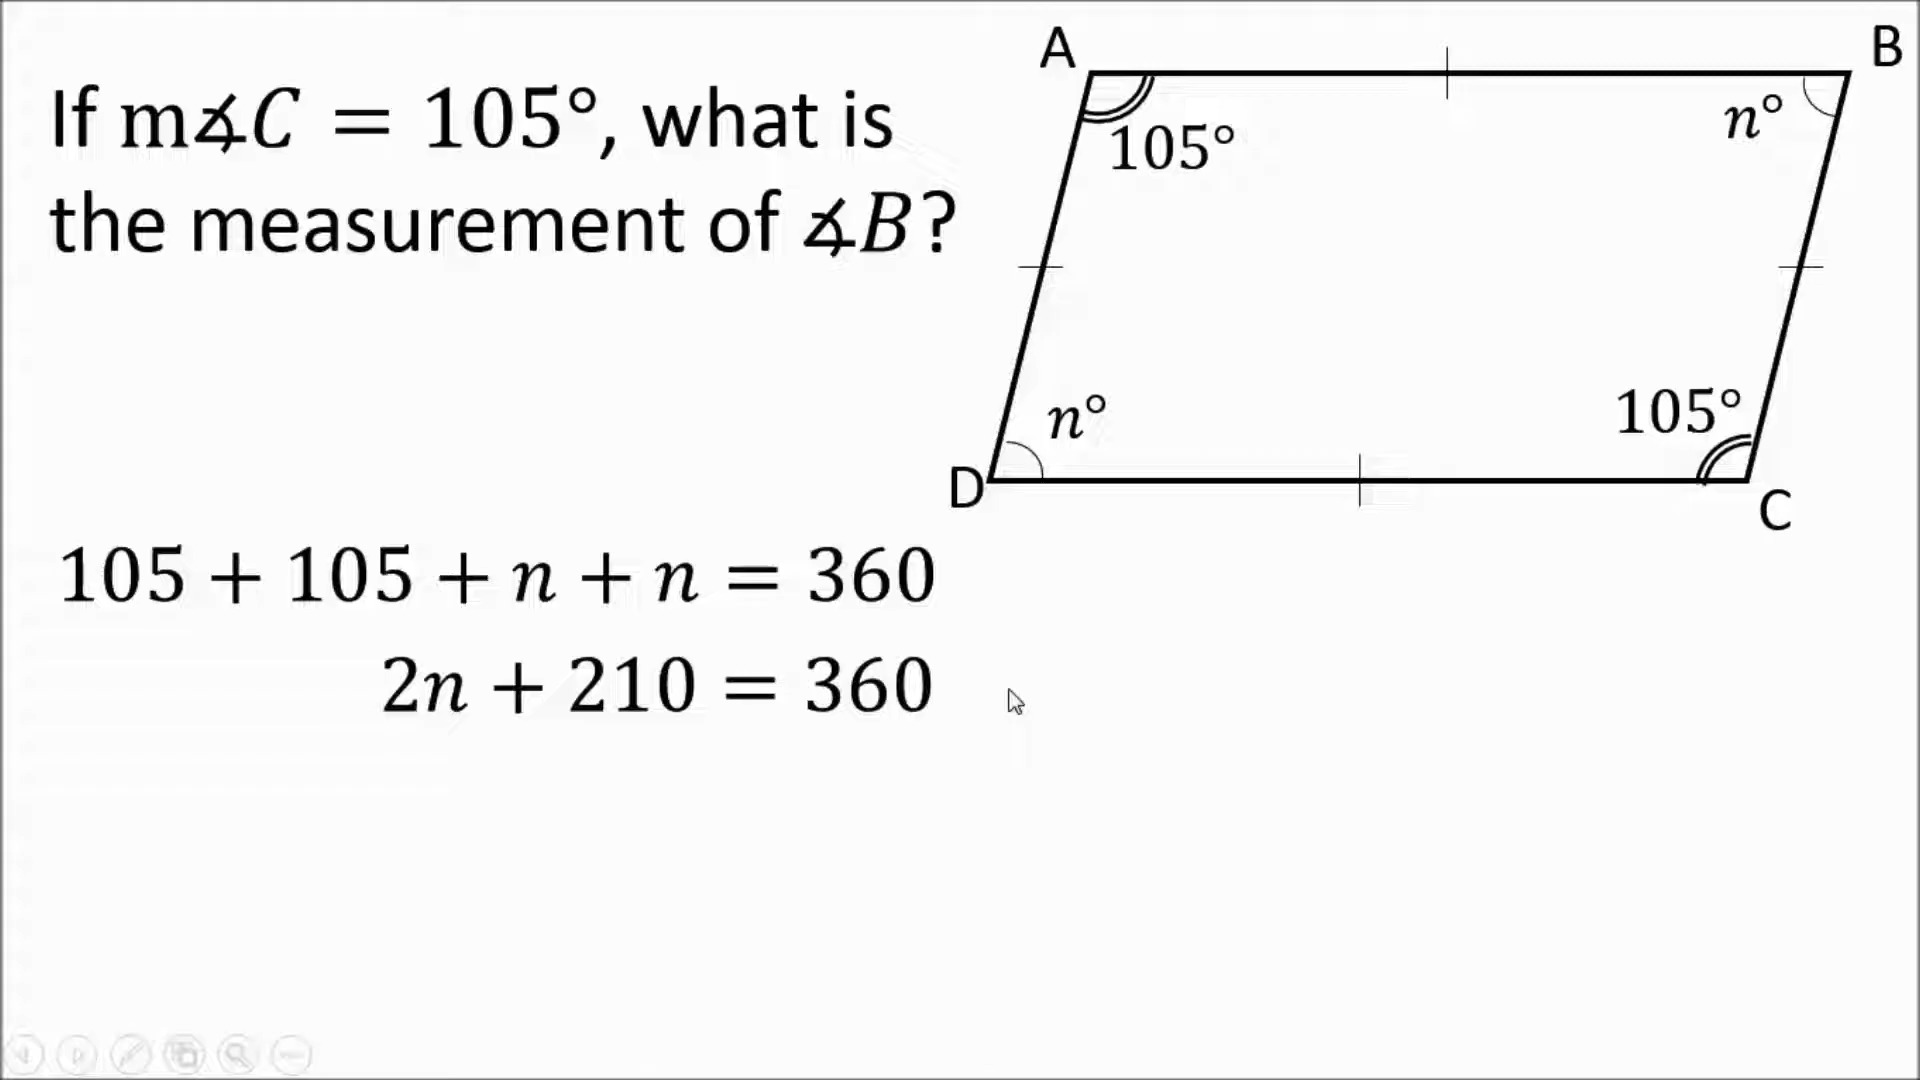 If m∡C = 105°, what is
the measurement of ∡B?
A
B
105°
n°
n°
105°
D
C
105 + 105 + n + n = 360
2n + 210 = 360